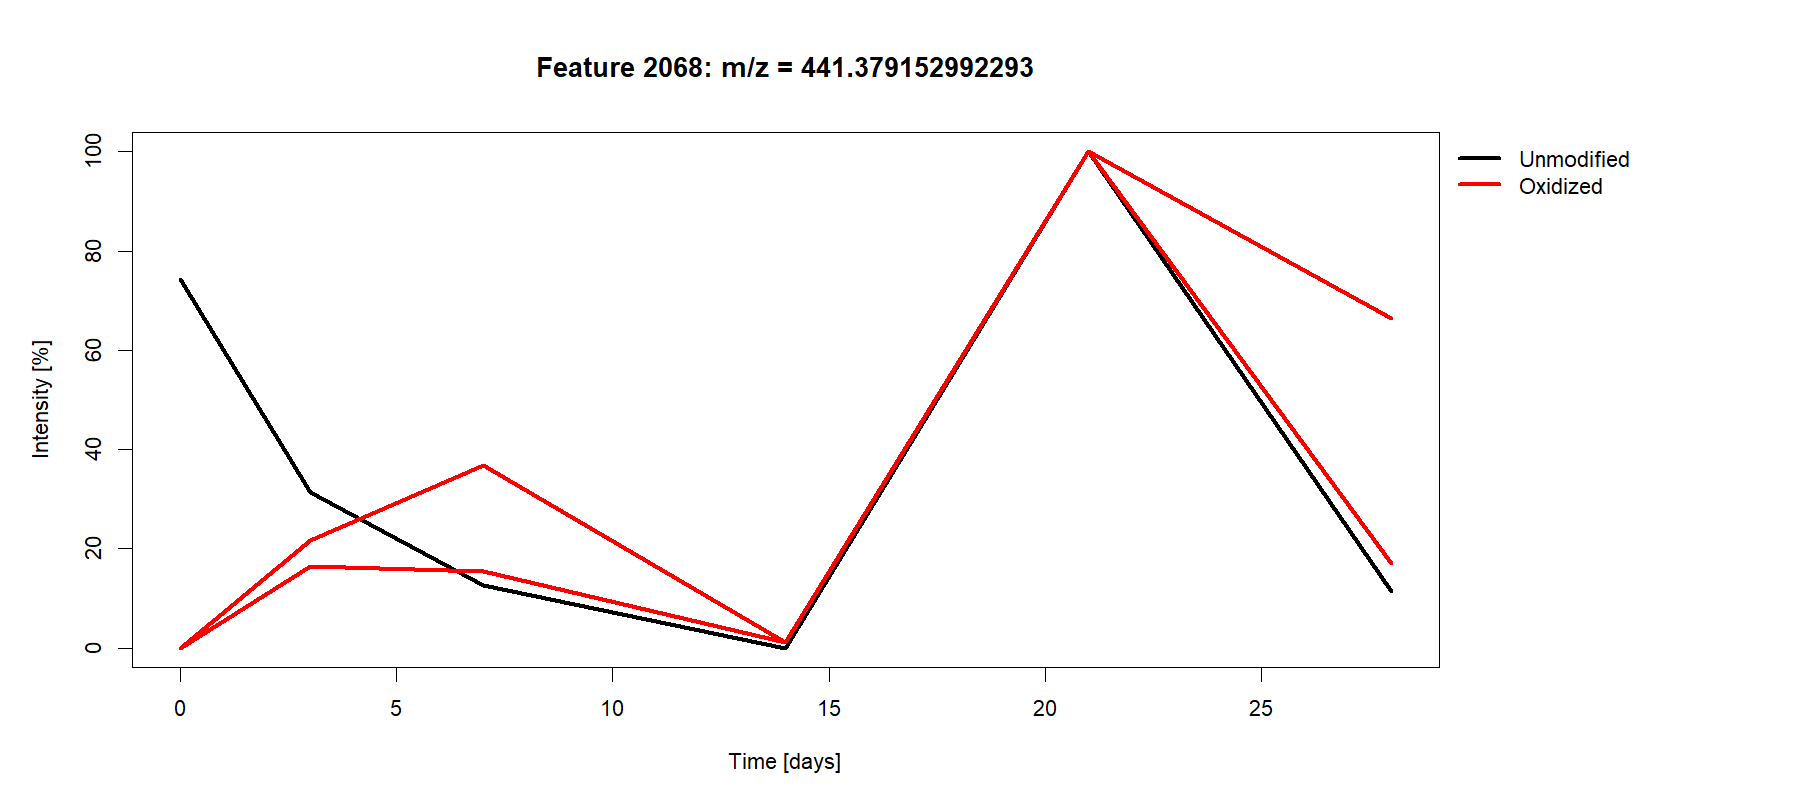 Feature 2068: m/z = 441.379152992293
Unmodified
Oxidized
100
80
60
40
20
0
Intensity [%]
0 5 10 15 20 25
Time [days]